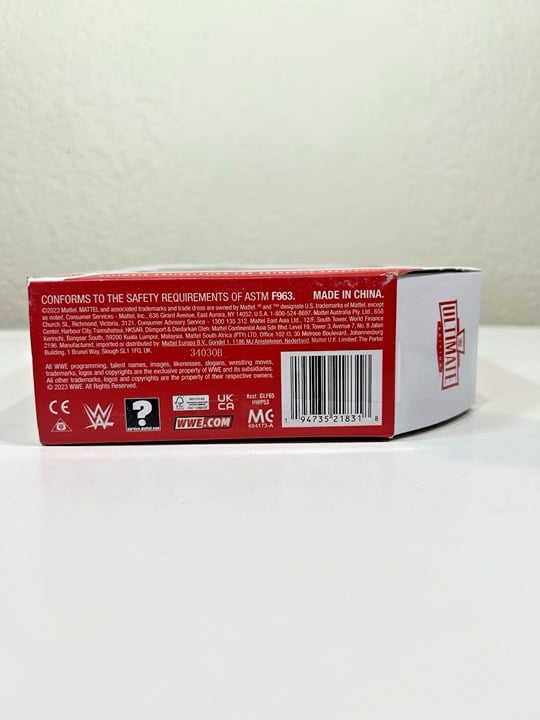 CONFORMS TO THE SAFETY REQUIREMENTS OF ASTM F963. MADE IN CHINA.
©2023 Mattel. MATTEL and associated trademarks and trade dress are owned by Mattel. ® and ™ designate U.S. trademarks of Mattel, except
as noted. Consumer Services - Mattel, Inc., 636 Girard Avenue, East Aurora, NY 14052, U.S.A. 1-800-524-8697. Mattel Australia Pty. Ltd., 658
Church St., Richmond, Victoria, 3121. Consumer Advisory Service - 1300 135 312. Mattel East Asia Ltd., 12/F, South Tower, World Finance
Center, Harbour City, Tsimshatsui, HKSAR. Diimport & Diedarkan Oleh: Mattel Continental Asia Sdn Bhd. Level 19, Tower 3, Avenue 7, No. 8 Jalan
Kerinchi, Bangsar South, 59200 Kuala Lumpur, Malaysia. Mattel South Africa (PTY) LTD, Office 102 I3, 30 Melrose Boulevard, Johannesburg
2196. Manufactured, imported or distributed by: Mattel Europa B.V., Gondel 1, 1186 MJ Amstelveen, Nederland. Mattel U.K. Limited, The Porter
Building, 1 Brunel Way, Slough SL1 1FQ, UK.
34030B
All WWE programming, talent names, images, likenesses, slogans, wrestling moves,
trademarks, logos and copyrights are the exclusive property of WWE and its subsidiaries.
All other trademarks, logos and copyrights are the property of their respective owners.
© 2023 WWE. All Rights Reserved.
CE
W
?
service.mattel.com
FSC
UK
CA
WWE.COM
Asst. GLF65
HWP53
MC
664173-A
1 94735 21831 8
W
ULTIMATE